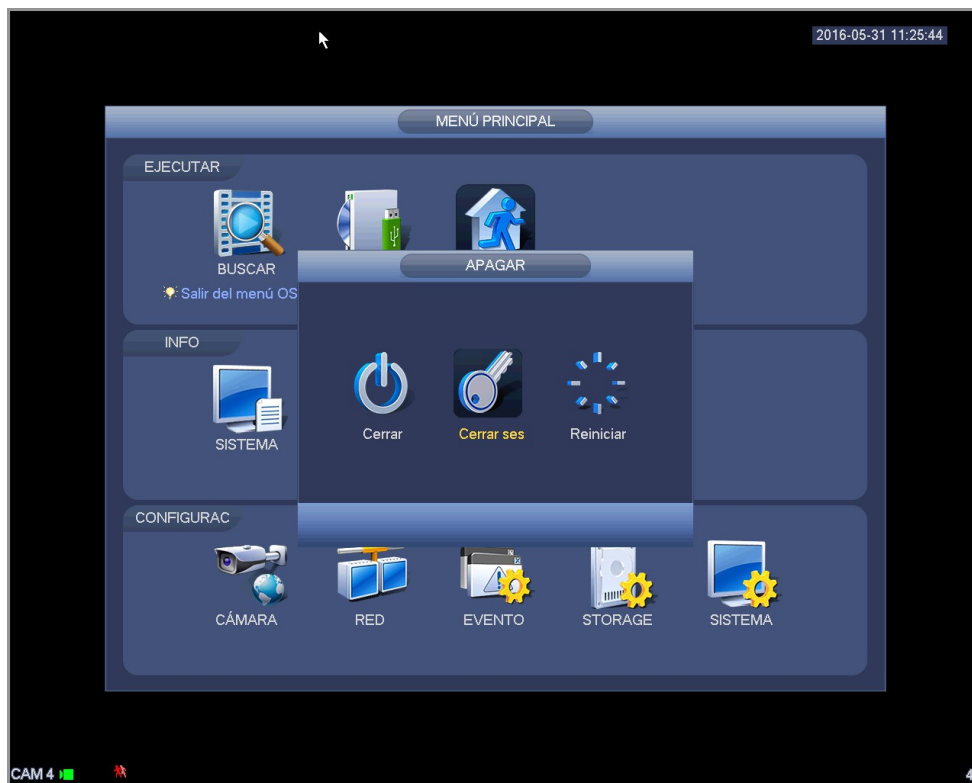 2016-05-31 11:25:44
MENÚ PRINCIPAL
EJECUTAR
BUSCAR
Salir del menú OS
APAGAR
INFO
SISTEMA
Cerrar
Cerrar ses
Reiniciar
CONFIGURAC
CÁMARA
RED
EVENTO
STORAGE
SISTEMA
CAM 4